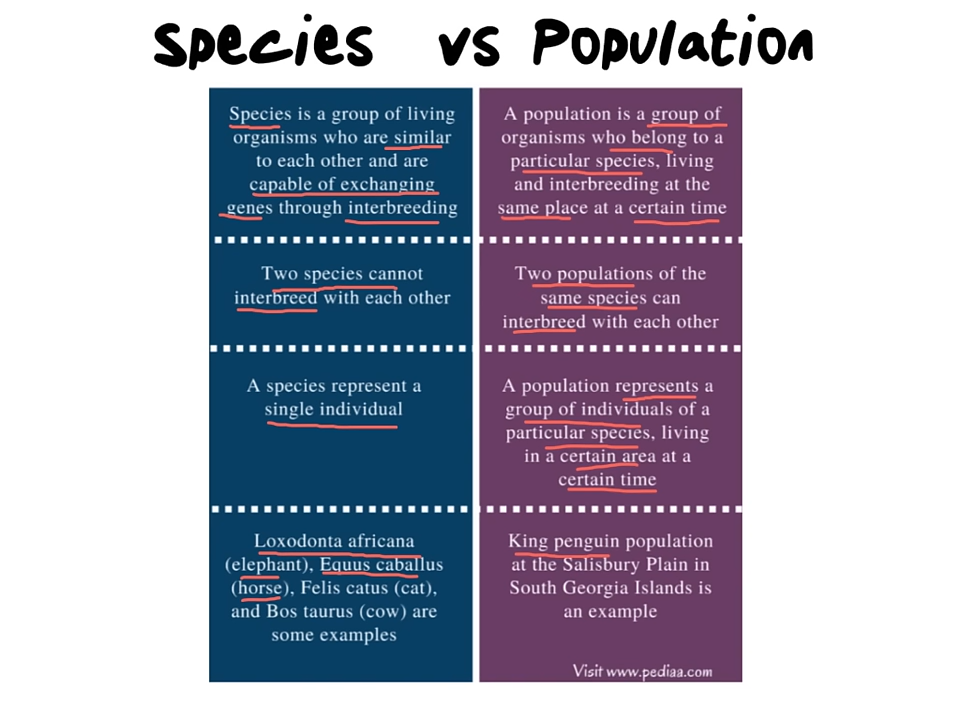 Species vs Population
Species is a group of living
organisms who are similar
to each other and are
capable of exchanging
genes through interbreeding
Two species cannot
interbreed with each other
A species represent a
single individual
Loxodonta africana
(elephant), Equus caballus
(horse), Felis catus (cat),
and Bos taurus (cow) are
some examples
A population is a group of
organisms who belong to a
particular species, living
and interbreeding at the
same place at a certain time
Two populations of the
same species can
interbreed with each other
A population represents a
group of individuals of a
particular species, living
in a certain area at a
certain time
King penguin population
at the Salisbury Plain in
South Georgia Islands is
an example
Visit www.pediaa.com